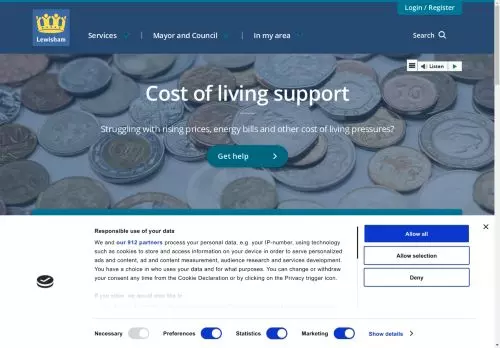 Login / Register
Lewisham
Services
Mayor and Council
In my area
Search
Listen
Cost of living support
Struggling with rising prices, energy bills and other cost of living pressures?
Get help
Responsible use of your data
We and our 912 partners process your personal data, e.g. your IP-number, using technology
such as cookies to store and access information on your device in order to serve personalized
ads and content, ad and content measurement, audience research and services development.
You have a choice in who uses your data and for what purposes. You can change or withdraw
your consent any time from the Cookie Declaration or by clicking on the Privacy trigger icon.
If you allow, we would also like to
Allow all
Allow selection
Deny
Necessary
Preferences
Statistics
Marketing
Show details